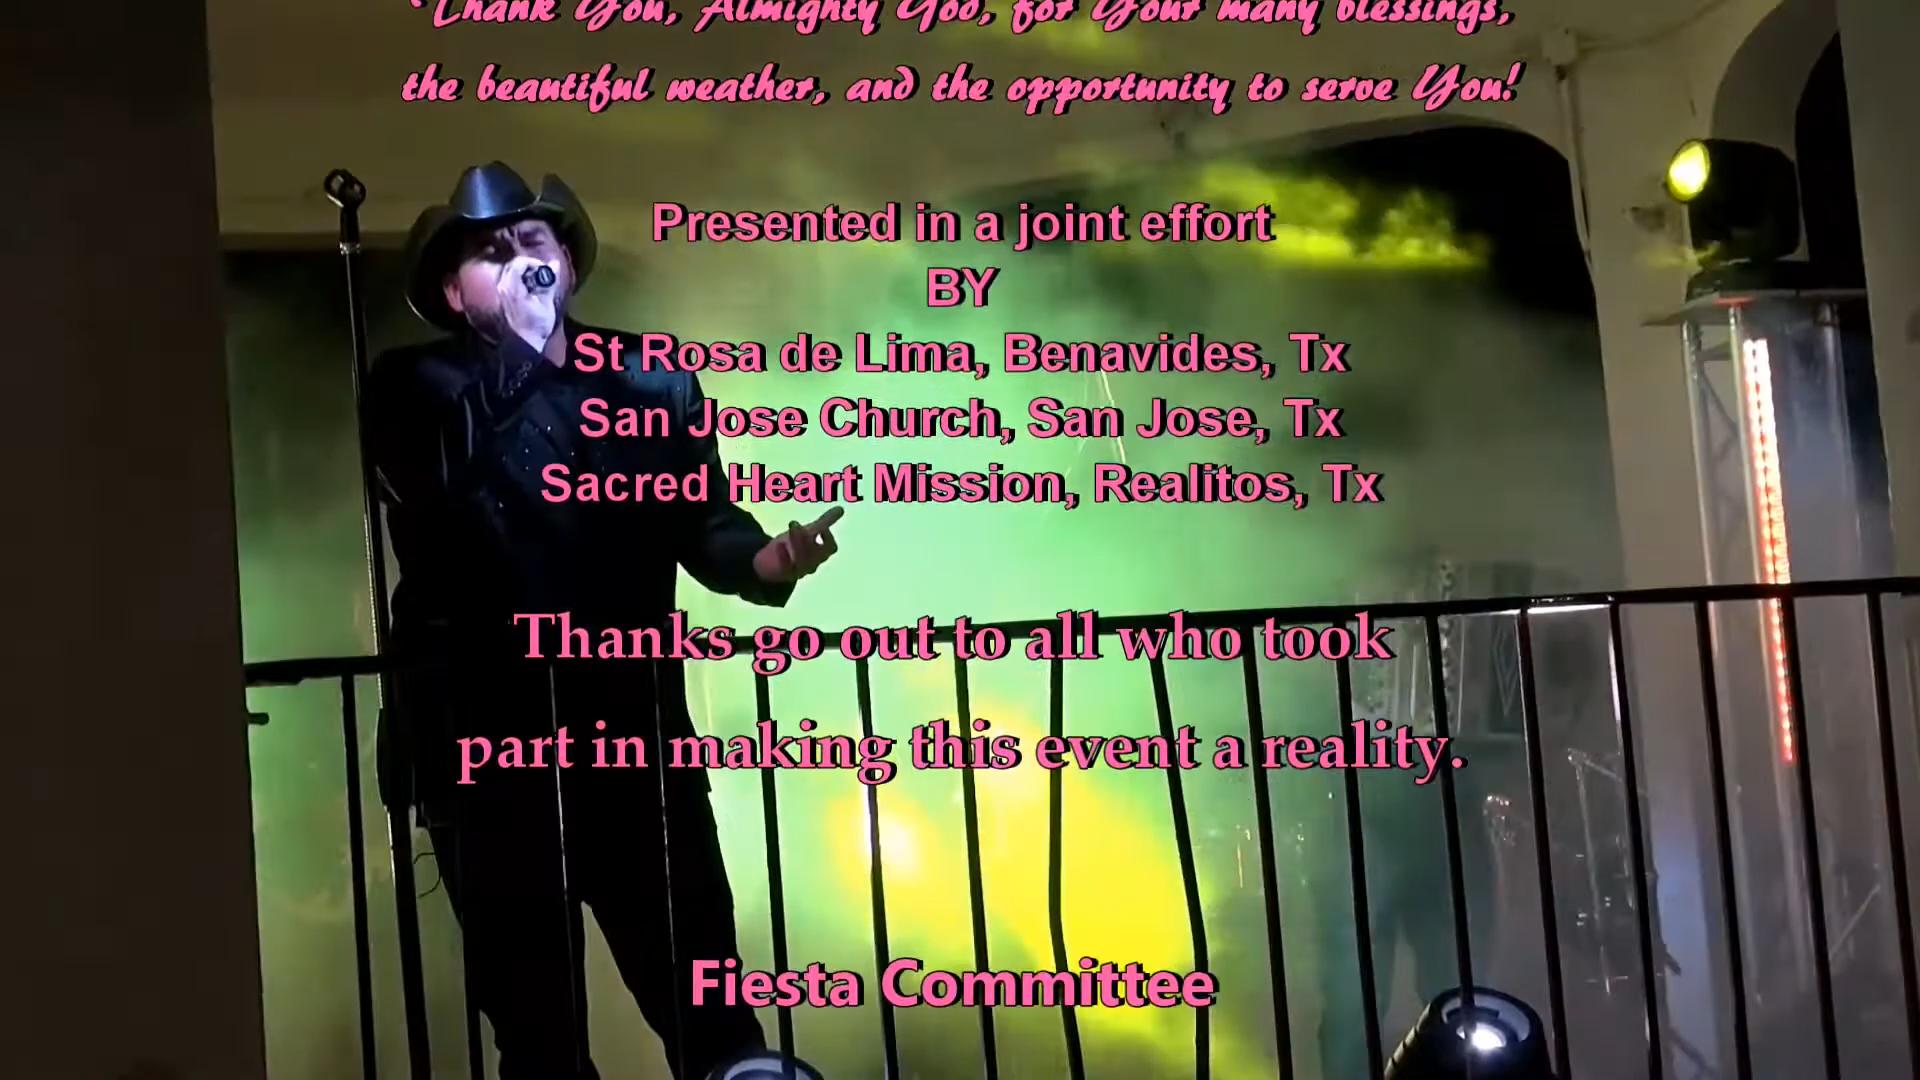 Thank You, Almighty God, for Your many blessings,
the beautiful weather, and the opportunity to serve You!
Presented in a joint effort
BY
St Rosa de Lima, Benavides, Tx
San Jose Church, San Jose, Tx
Sacred Heart Mission, Realitos, Tx
Thanks go out to all who took
part in making this event a reality.
Fiesta Committee